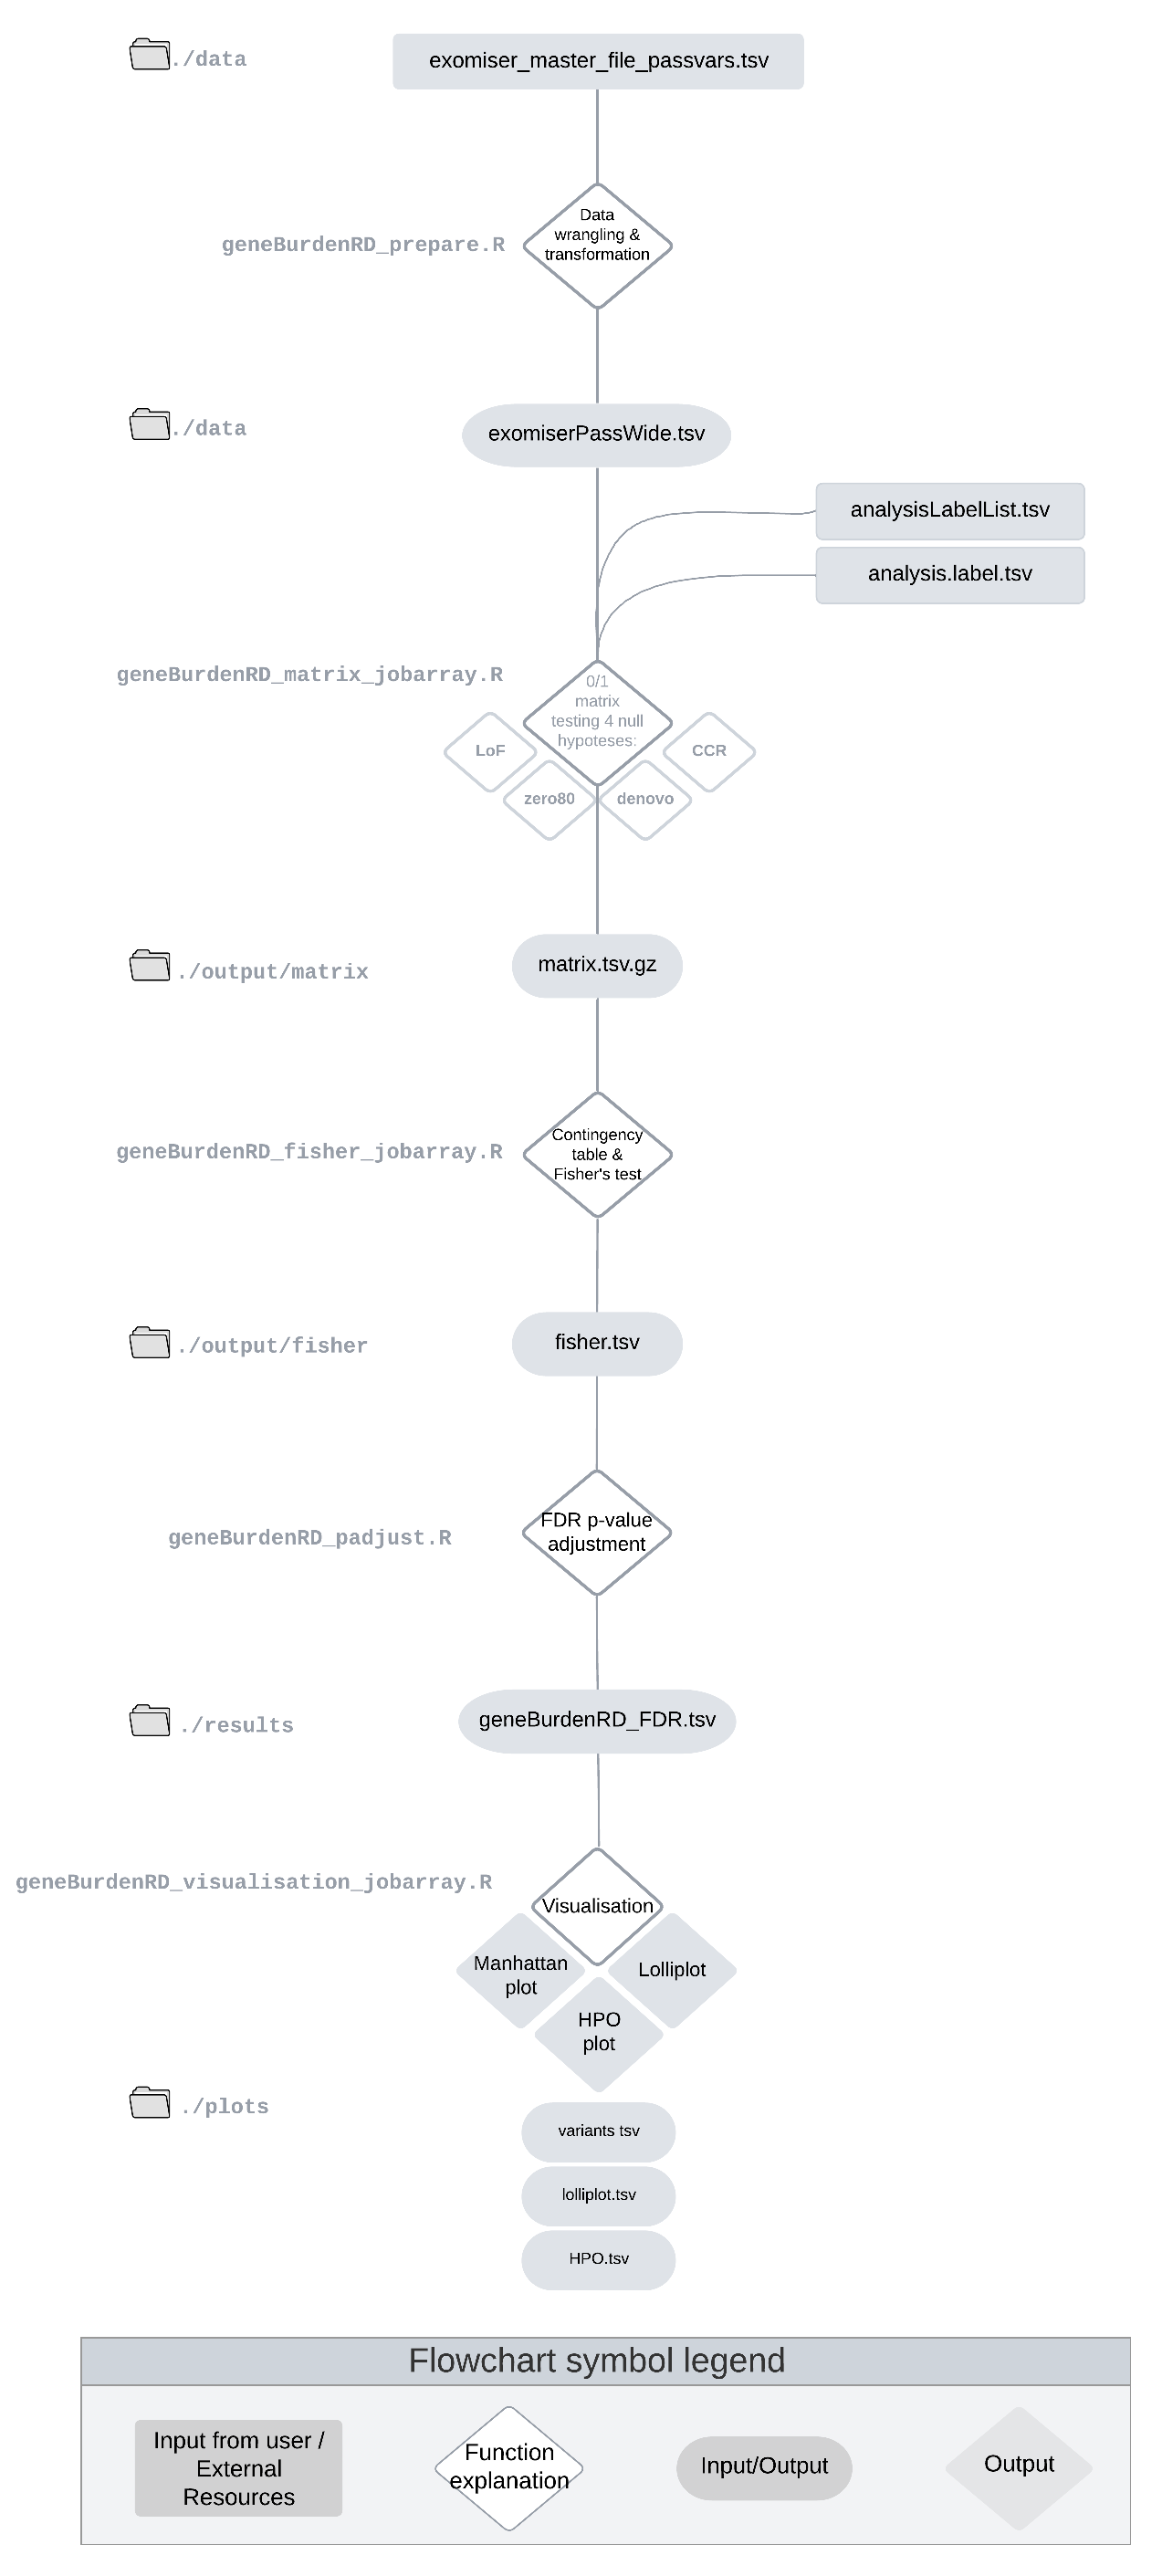 ./data
exomiser_master_file_passvars.tsv
geneBurdenRD_prepare.R
Data
wrangling &
transformation
./data
exomiserPassWide.tsv
analysisLabelList.tsv
analysis.label.tsv
geneBurdenRD_matrix_jobarray.R
0/1
matrix
testing 4 null
hypoteses:
LoF
CCR
zero80
denovo
./output/matrix
matrix.tsv.gz
geneBurdenRD_fisher_jobarray.R
Contingency
table &
Fisher's test
./output/fisher
fisher.tsv
geneBurdenRD_padjust.R
FDR p-value
adjustment
./results
geneBurdenRD_FDR.tsv
geneBurdenRD_visualisation_jobarray.R
Visualisation
Manhattan
plot
Lolliplot
HPO
plot
./plots
variants tsv
lolliplot.tsv
HPO.tsv
Flowchart symbol legend
Input from user /
External
Resources
Function
explanation
Input/Output
Output